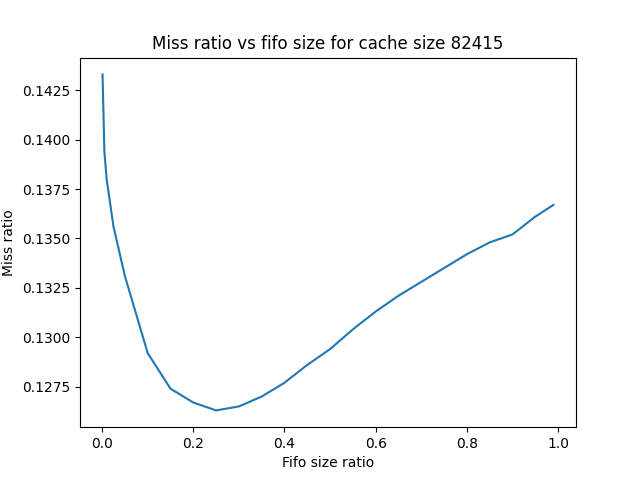 Miss ratio vs fifo size for cache size 82415
0.1425
0.1400
0.1375
0.1350
0.1325
0.1300
0.1275
Miss ratio
0.0 0.2 0.4 0.6 0.8 1.0
Fifo size ratio